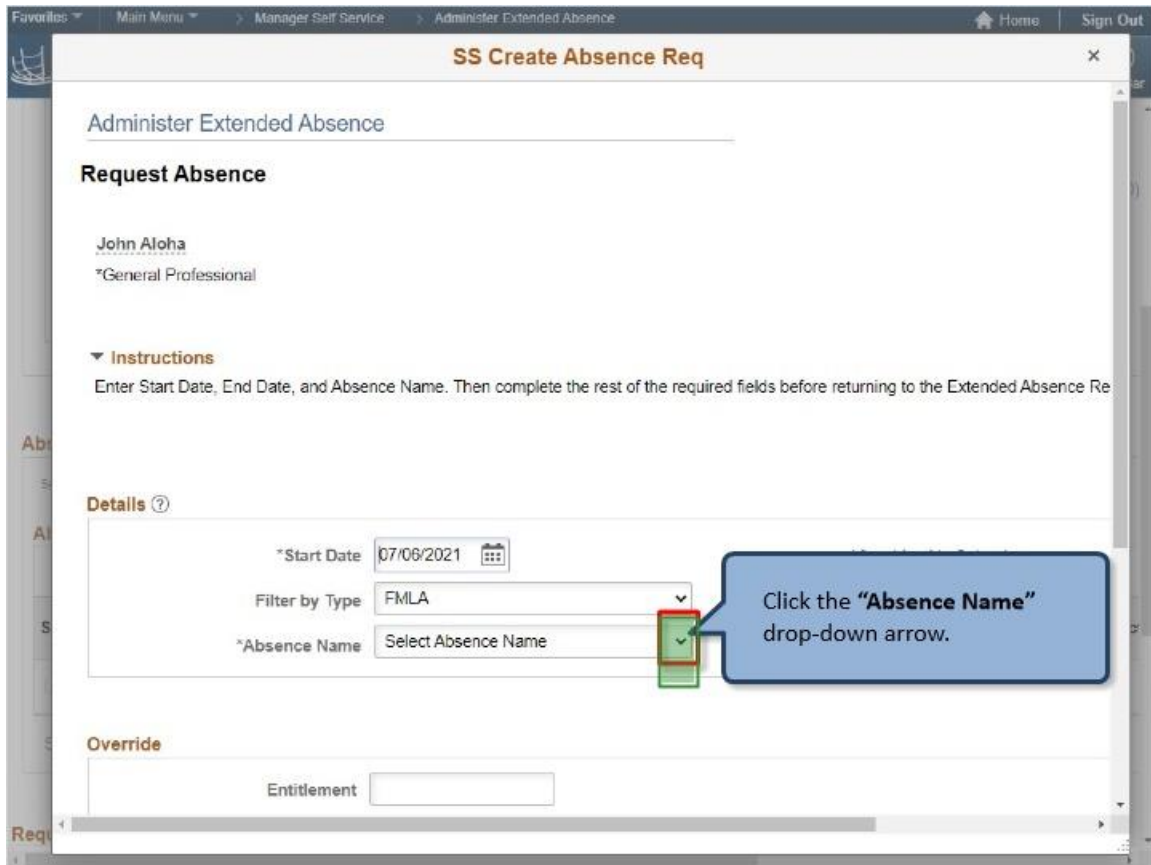 Favorites Main Menu > Manager Self Service > Administer Extended Absence Home Sign Out
SS Create Absence Req ×
Administer Extended Absence
Request Absence
John Aloha
*General Professional
Instructions
Enter Start Date, End Date, and Absence Name. Then complete the rest of the required fields before returning to the Extended Absence Re
Details ?
*Start Date 07/06/2021
Filter by Type FMLA
*Absence Name Select Absence Name
Click the “Absence Name”
drop-down arrow.
Override
Entitlement